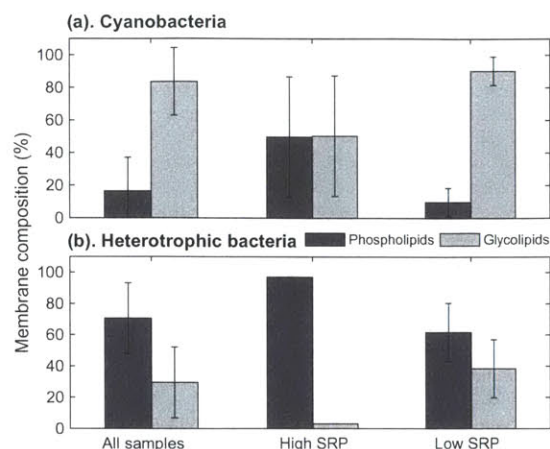 (a). Cyanobacteria
100
80
60
40
20
0
Membrane composition (%)
(b). Heterotrophic bacteria
Phospholipids Glycolipids
100
80
60
40
20
0
All samples High SRP Low SRP